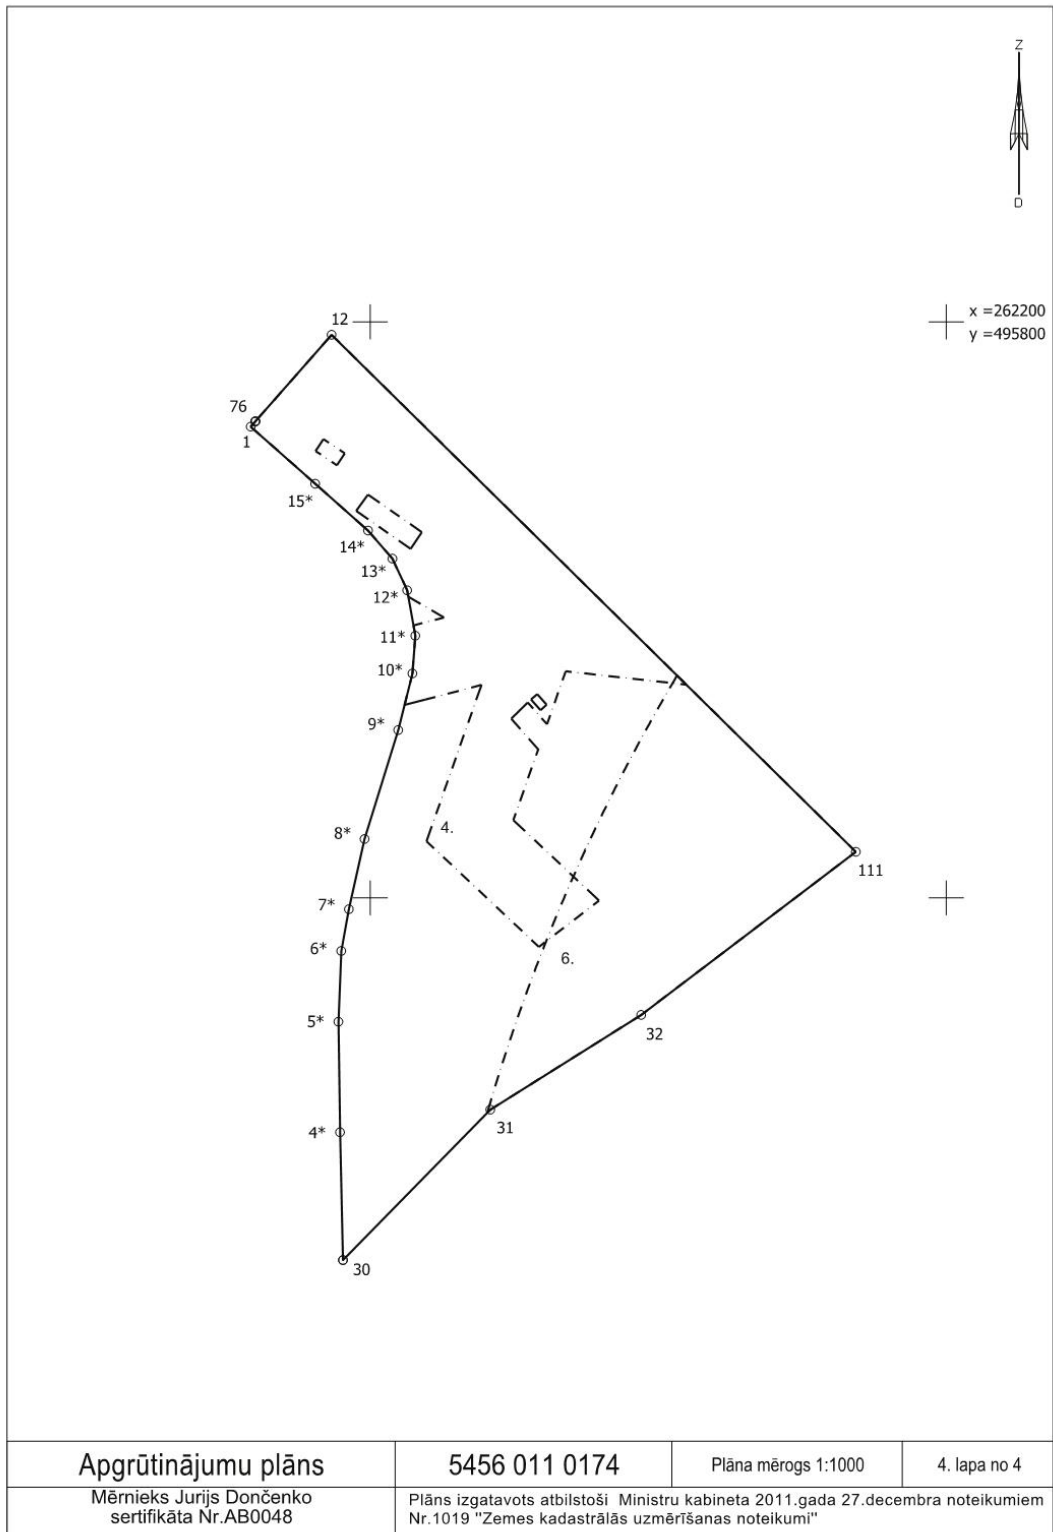 Z
D
x =262200
y =495800
12
76
1
15*
14*
13*
12*
11*
10*
9*
4.
8*
111
7*
6*
6.
5*
32
4*
31
30
Apgrūtinājumu plāns
5456 011 0174
Plāna mērogs 1:1000
4. lapa no 4
Mērnieks Jurijs Dončenko
sertifikāta Nr.AB0048
Plāns izgatavots atbilstoši Ministru kabineta 2011.gada 27.decembra noteikumiem
Nr.1019 "Zemes kadastrālās uzmērīšanas noteikumi"